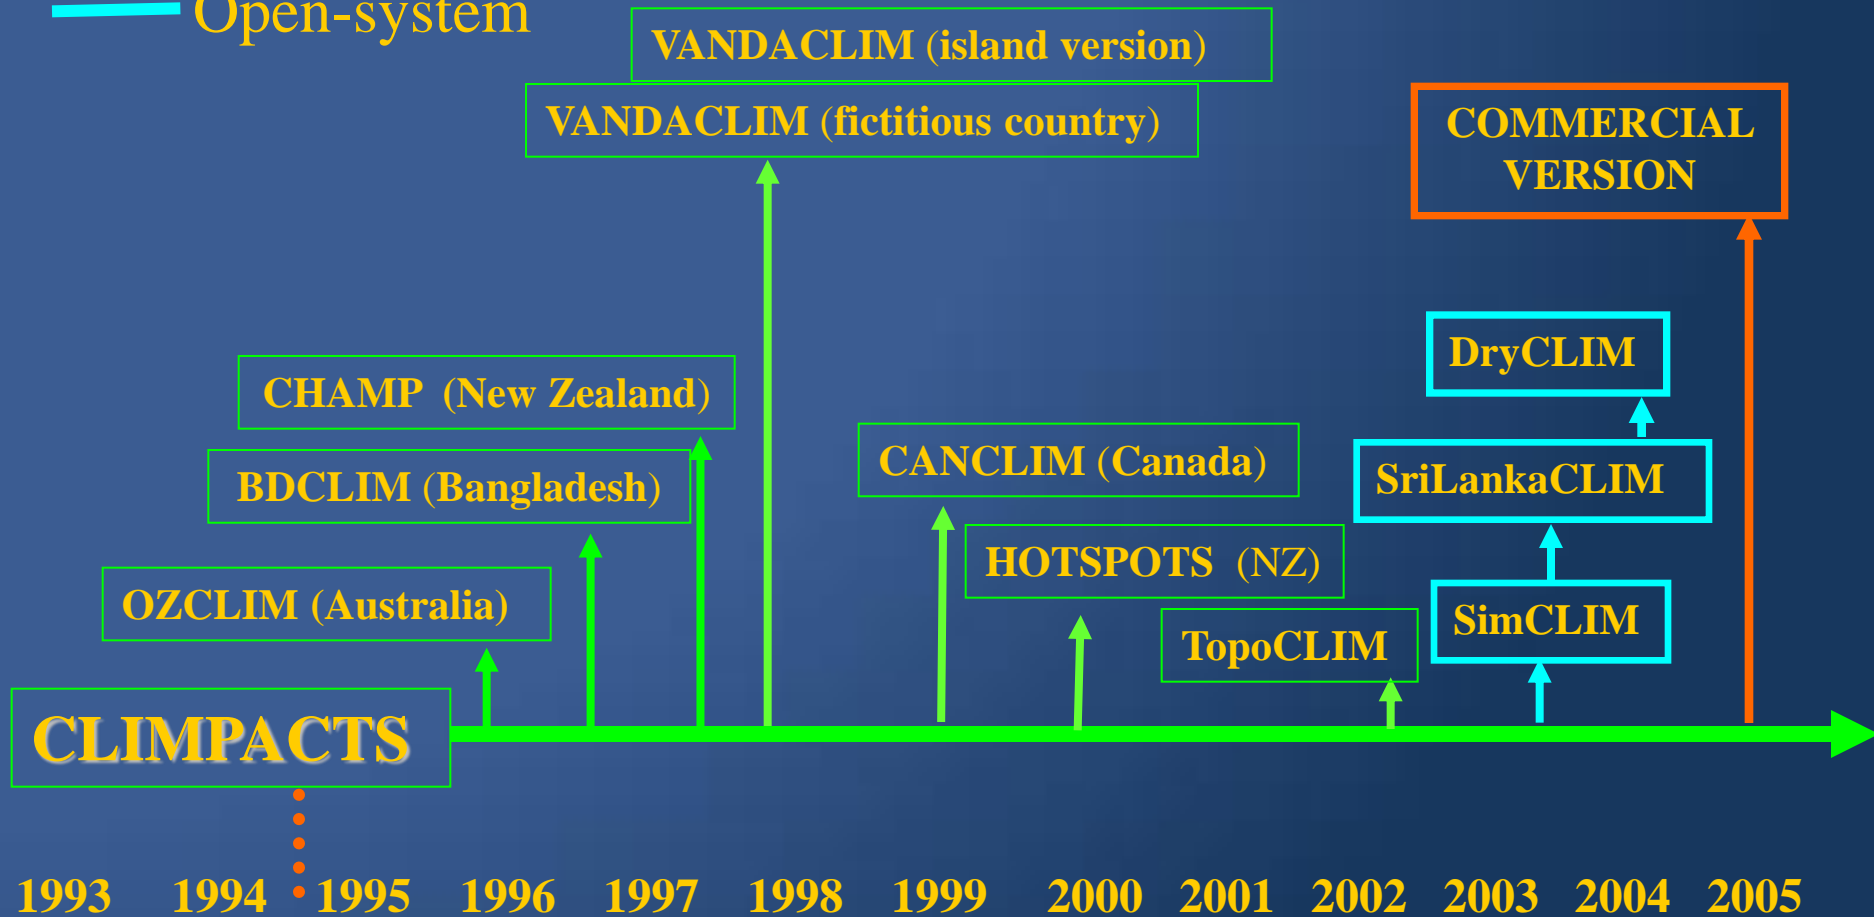 Open-system
VANDACLIM (island version)
VANDACLIM (fictitious country)
COMMERCIAL
VERSION
DryCLIM
CHAMP (New Zealand)
CANCLIM (Canada)
SriLankaCLIM
BDCLIM (Bangladesh)
HOTSPOTS (NZ)
OZCLIM (Australia)
SimCLIM
TopoCLIM
CLIMPACTS
1993 1994 1995 1996 1997 1998 1999 2000 2001 2002 2003 2004 2005